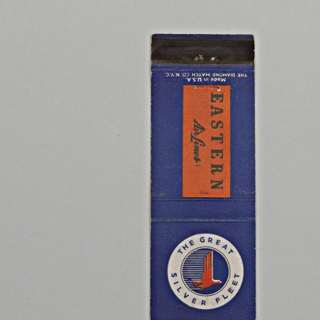 Made in U.S.A.
THE DIAMOND MATCH CO. N.Y.C.
EASTERN
Air Lines
THE GREAT
SILVER FLEET